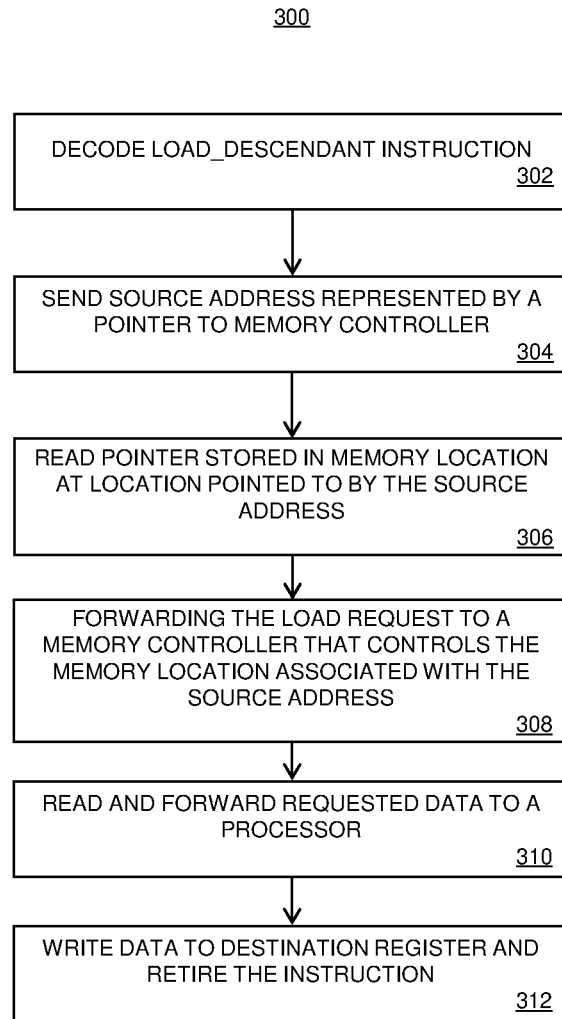 300
DECODE LOAD_DESCENDANT INSTRUCTION
302
SEND SOURCE ADDRESS REPRESENTED BY A
POINTER TO MEMORY CONTROLLER
304
READ POINTER STORED IN MEMORY LOCATION
AT LOCATION POINTED TO BY THE SOURCE
ADDRESS
306
FORWARDING THE LOAD REQUEST TO A
MEMORY CONTROLLER THAT CONTROLS THE
MEMORY LOCATION ASSOCIATED WITH THE
SOURCE ADDRESS
308
READ AND FORWARD REQUESTED DATA TO A
PROCESSOR
310
WRITE DATA TO DESTINATION REGISTER AND
RETIRE THE INSTRUCTION
312